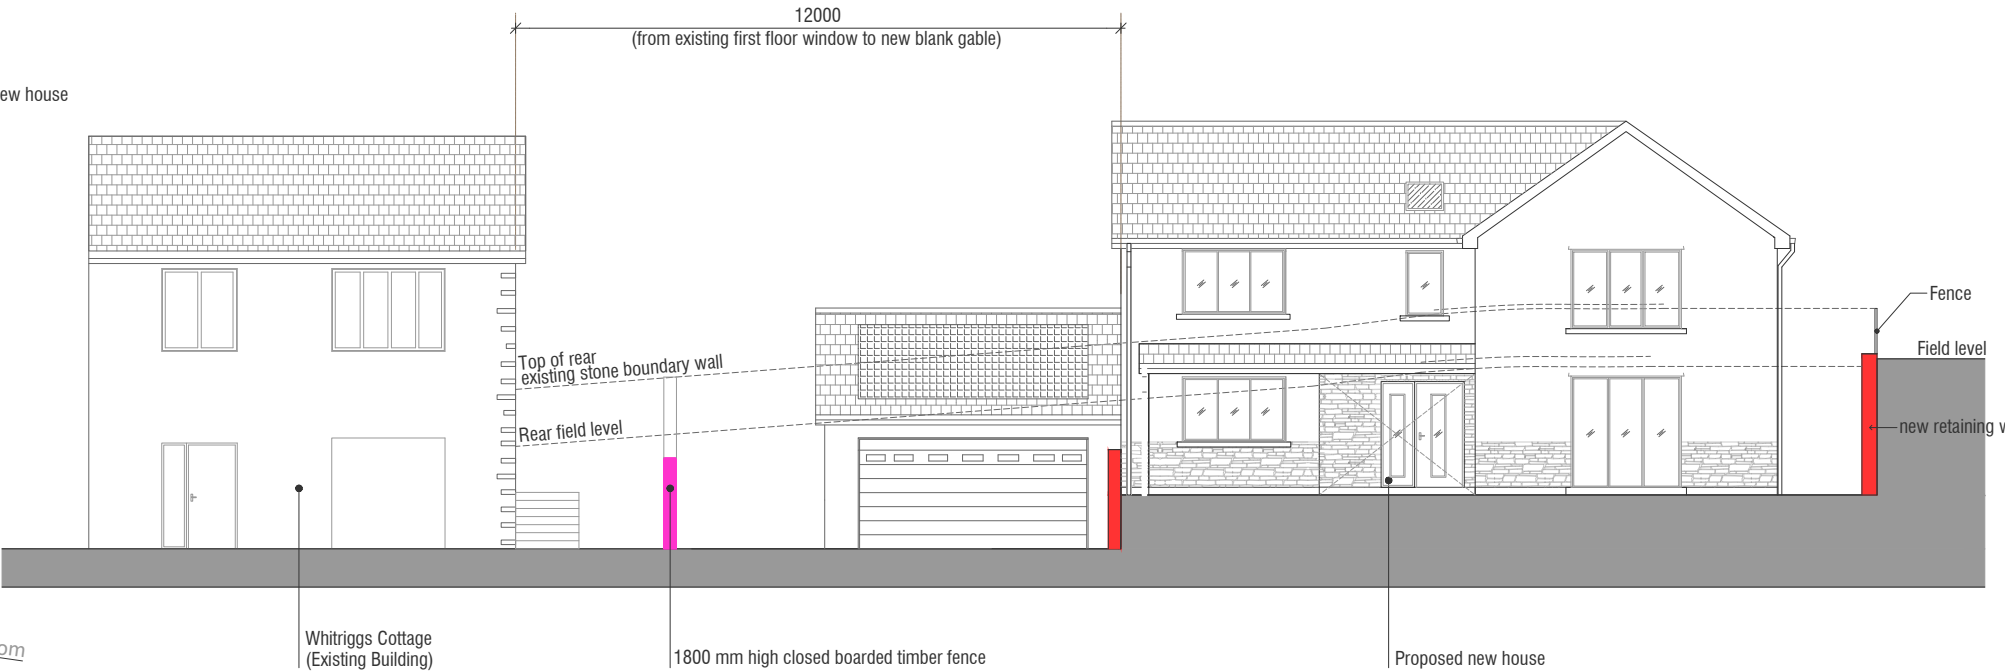 12000
(from existing first floor window to new blank gable)
ew house
Top of rear
existing stone boundary wall
Rear field level
Fence
Field level
new retaining
Whitriggs Cottage
(Existing Building)
1800 mm high closed boarded timber fence
Proposed new house
om